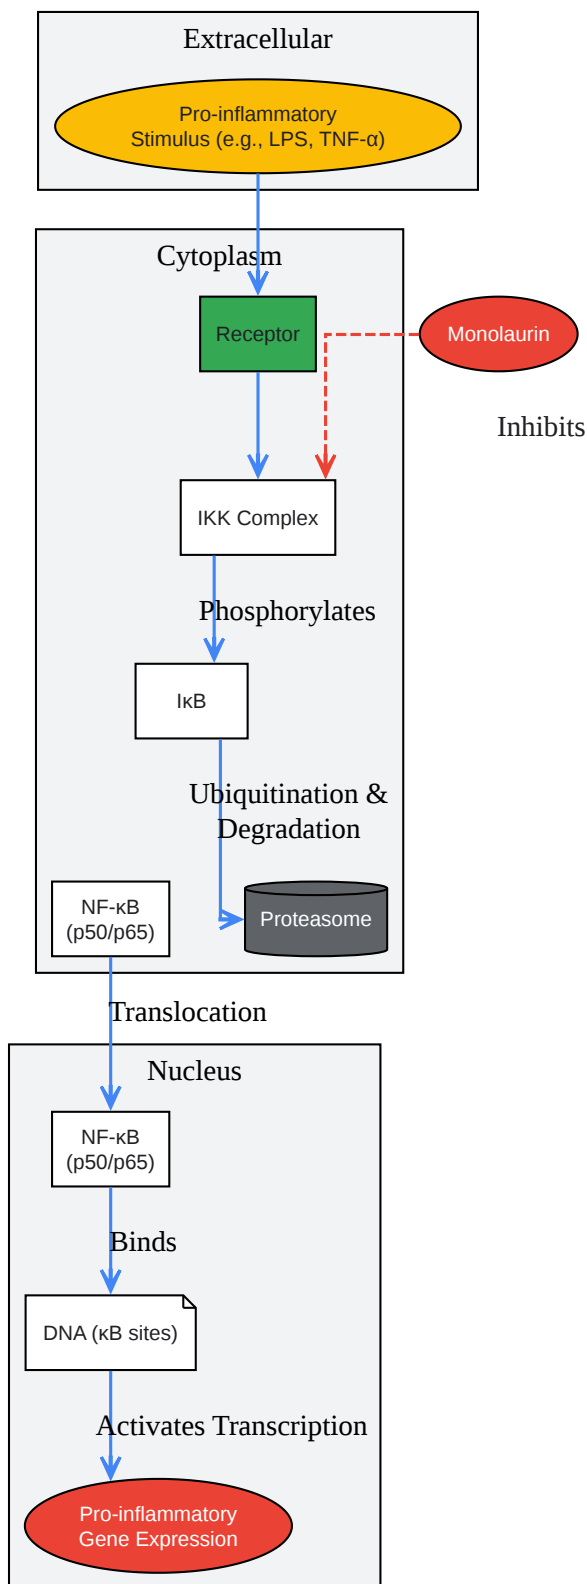 Extracellular
Pro-inflammatory
Stimulus (e.g., LPS, TNF-α)
Cytoplasm
Receptor
Monolaurin
Inhibits
IKK Complex
Phosphorylates
IκB
Ubiquitination &
Degradation
NF-κB
(p50/p65)
Proteasome
Translocation
Nucleus
NF-κB
(p50/p65)
Binds
DNA (κB sites)
Activates Transcription
Pro-inflammatory
Gene Expression